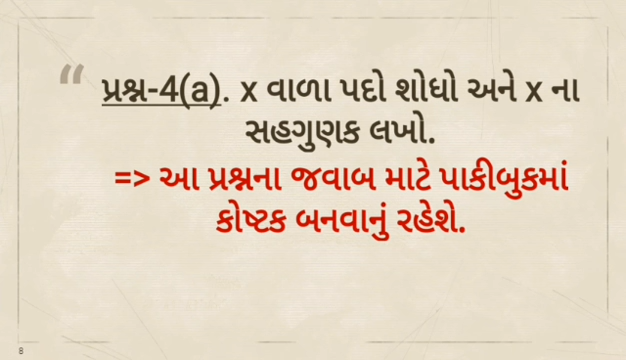 “ પ્રશ્ન-4(a). x વાળા પદો શોધો અને x ના
સહગુણક લખો.
=> આ પ્રશ્નના જવાબ માટે પાકીબુકમાં
કોષ્ટક બનવાનું રહેશે.
8